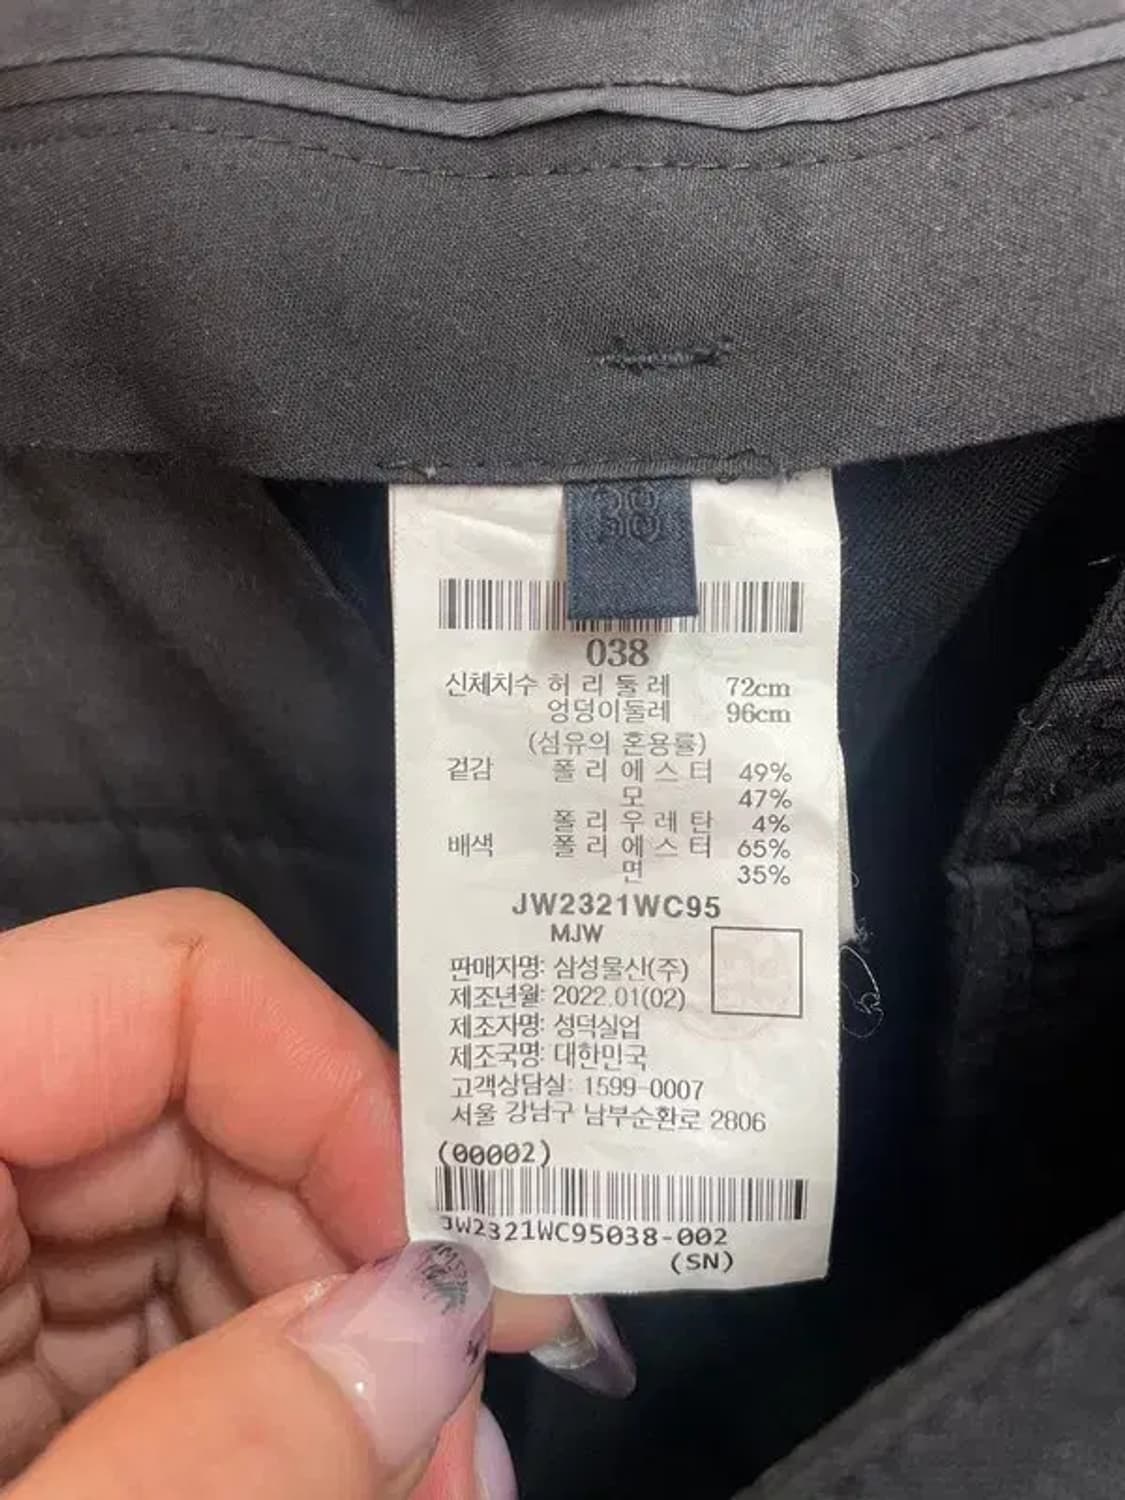 038
신체치수 허 리 둘 레 72cm
엉덩이둘레 96cm
(섬유의 혼용률)
겉감 폴 리 에 스 터 49%
모 47%
폴 리 우 레 탄 4%
배색 폴 리 에 스 터 65%
면 35%
JW2321WC95
MJW
판매자명: 삼성물산(주)
제조년월: 2022.01(02)
제조자명: 성덕실업
제조국명: 대한민국
고객상담실: 1599-0007
서울 강남구 남부순환로 2806
(00002)
JW2321WC95038-002
(SN)